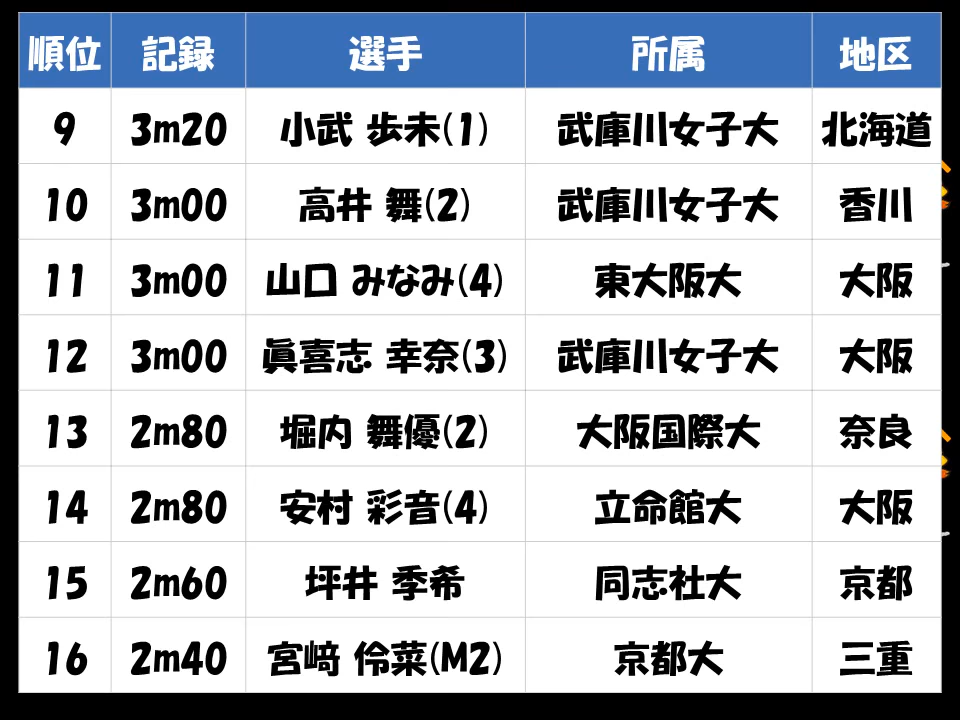 順位 記録 選手 所属 地区
9 3m20 小武 歩未(1) 武庫川女子大 北海道
10 3m00 高井 舞(2) 武庫川女子大 香川
11 3m00 山口 みなみ(4) 東大阪大 大阪
12 3m00 眞喜志 幸奈(3) 武庫川女子大 大阪
13 2m80 堀内 舞優(2) 大阪国際大 奈良
14 2m80 安村 彩音(4) 立命館大 大阪
15 2m60 坪井 季希 同志社大 京都
16 2m40 宮﨑 伶菜(M2) 京都大 三重